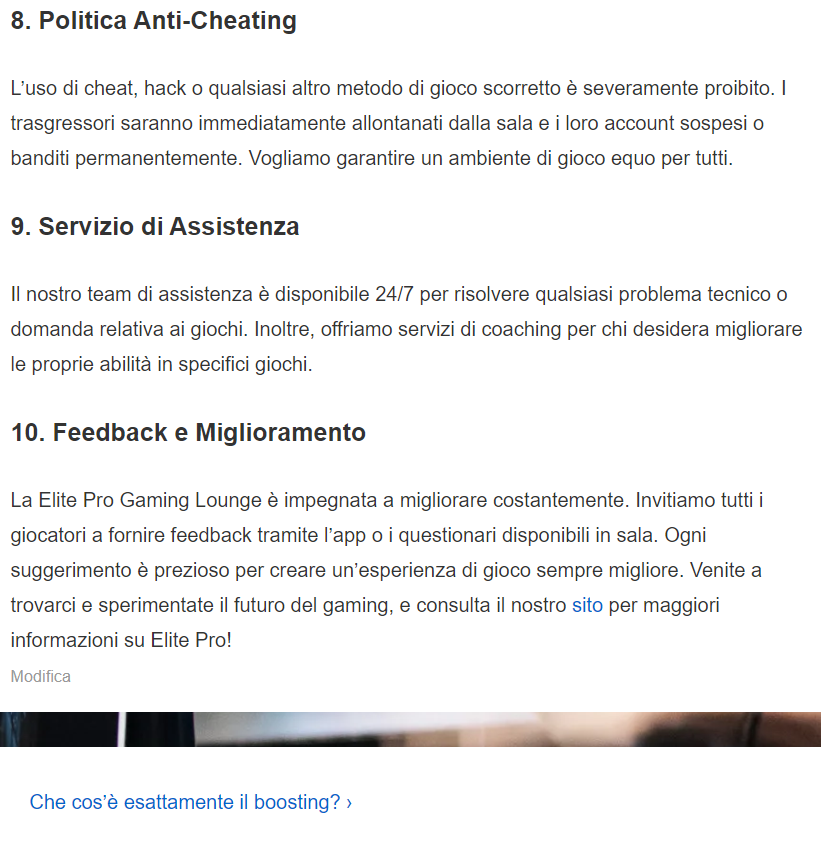 8. Politica Anti-Cheating
L’uso di cheat, hack o qualsiasi altro metodo di gioco scorretto è severamente proibito. I
trasgressori saranno immediatamente allontanati dalla sala e i loro account sospesi o
banditi permanentemente. Vogliamo garantire un ambiente di gioco equo per tutti.
9. Servizio di Assistenza
Il nostro team di assistenza è disponibile 24/7 per risolvere qualsiasi problema tecnico o
domanda relativa ai giochi. Inoltre, offriamo servizi di coaching per chi desidera migliorare
le proprie abilità in specifici giochi.
10. Feedback e Miglioramento
La Elite Pro Gaming Lounge è impegnata a migliorare costantemente. Invitiamo tutti i
giocatori a fornire feedback tramite l’app o i questionari disponibili in sala. Ogni
suggerimento è prezioso per creare un’esperienza di gioco sempre migliore. Venite a
trovarci e sperimentate il futuro del gaming, e consulta il nostro sito per maggiori
informazioni su Elite Pro!
Modifica
Che cos’è esattamente il boosting? ›